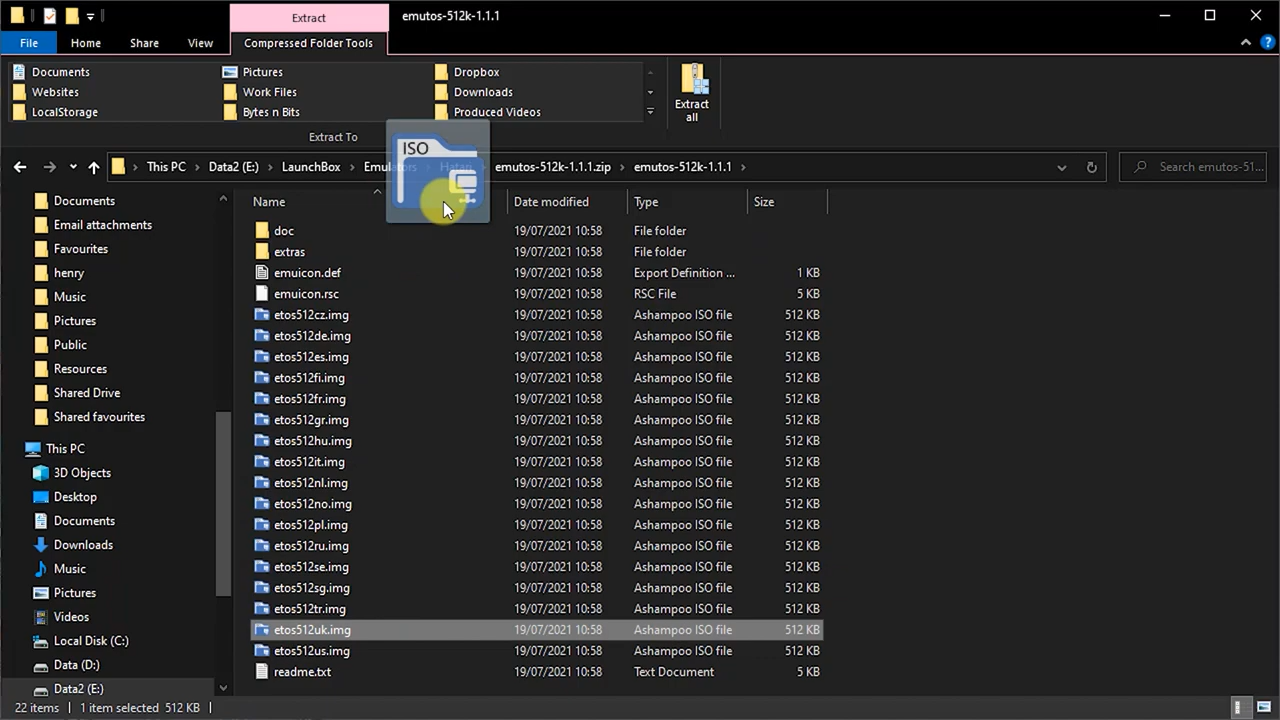 Extract
emutos-512k-1.1.1
File
Home
Share
View
Compressed Folder Tools
Documents
Pictures
Dropbox
Websites
Work Files
Downloads
LocalStorage
Bytes n Bits
Produced Videos
Extract To
Extract
all
This PC
Data2 (E:)
LaunchBox
Emulators
Hatari
emutos-512k-1.1.1.zip
emutos-512k-1.1.1
Search emutos-51...
ISO
Documents
Email attachments
Favourites
henry
Music
Pictures
Public
Resources
Shared Drive
Shared favourites
This PC
3D Objects
Desktop
Documents
Downloads
Music
Pictures
Videos
Local Disk (C:)
Data (D:)
Data2 (E:)
Name Date modified Type Size
doc 19/07/2021 10:58 File folder
extras 19/07/2021 10:58 File folder
emuicon.def 19/07/2021 10:58 Export Definition ... 1 KB
emuicon.rsc 19/07/2021 10:58 RSC File 5 KB
etos512cz.img 19/07/2021 10:58 Ashampoo ISO file 512 KB
etos512de.img 19/07/2021 10:58 Ashampoo ISO file 512 KB
etos512es.img 19/07/2021 10:58 Ashampoo ISO file 512 KB
etos512fi.img 19/07/2021 10:58 Ashampoo ISO file 512 KB
etos512fr.img 19/07/2021 10:58 Ashampoo ISO file 512 KB
etos512gr.img 19/07/2021 10:58 Ashampoo ISO file 512 KB
etos512hu.img 19/07/2021 10:58 Ashampoo ISO file 512 KB
etos512it.img 19/07/2021 10:58 Ashampoo ISO file 512 KB
etos512nl.img 19/07/2021 10:58 Ashampoo ISO file 512 KB
etos512no.img 19/07/2021 10:58 Ashampoo ISO file 512 KB
etos512pl.img 19/07/2021 10:58 Ashampoo ISO file 512 KB
etos512ru.img 19/07/2021 10:58 Ashampoo ISO file 512 KB
etos512se.img 19/07/2021 10:58 Ashampoo ISO file 512 KB
etos512sg.img 19/07/2021 10:58 Ashampoo ISO file 512 KB
etos512tr.img 19/07/2021 10:58 Ashampoo ISO file 512 KB
etos512uk.img 19/07/2021 10:58 Ashampoo ISO file 512 KB
etos512us.img 19/07/2021 10:58 Ashampoo ISO file 512 KB
readme.txt 19/07/2021 10:58 Text Document 5 KB
22 items 1 item selected 512 KB